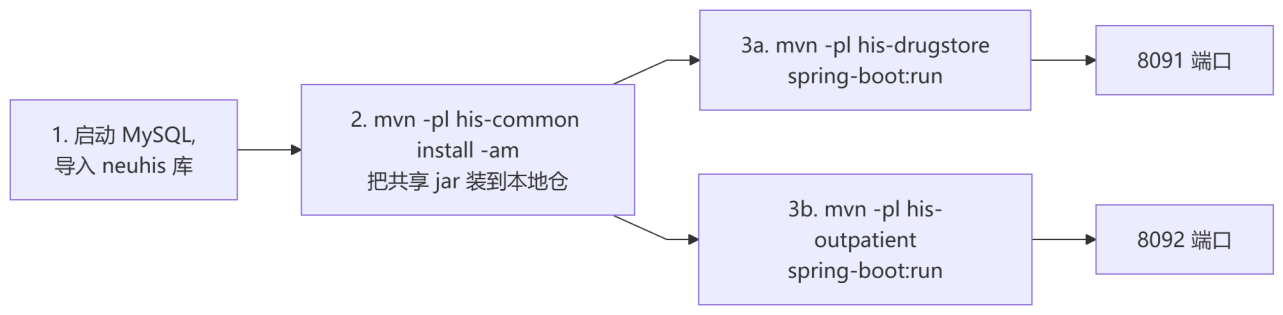 1. 启动 MySQL,
导入 neuhis 库
2. mvn -pl his-common
install -am
把共享 jar 装到本地仓
3a. mvn -pl his-drugstore
spring-boot:run
8091 端口
3b. mvn -pl his-
outpatient
spring-boot:run
8092 端口